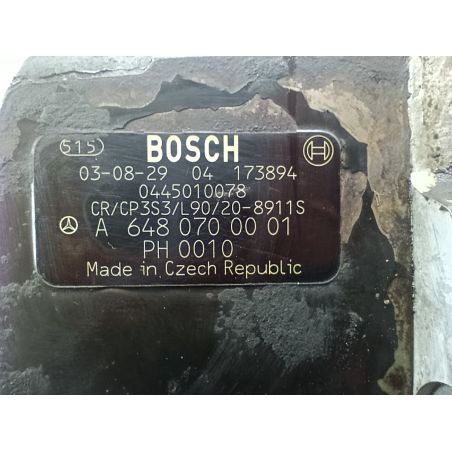 515 BOSCH
03-08-29 04 173894
0445010078
CR/CP3S3/L90/20-8911S
A 648 070 00 01
PH 0010
Made in Czech Republic